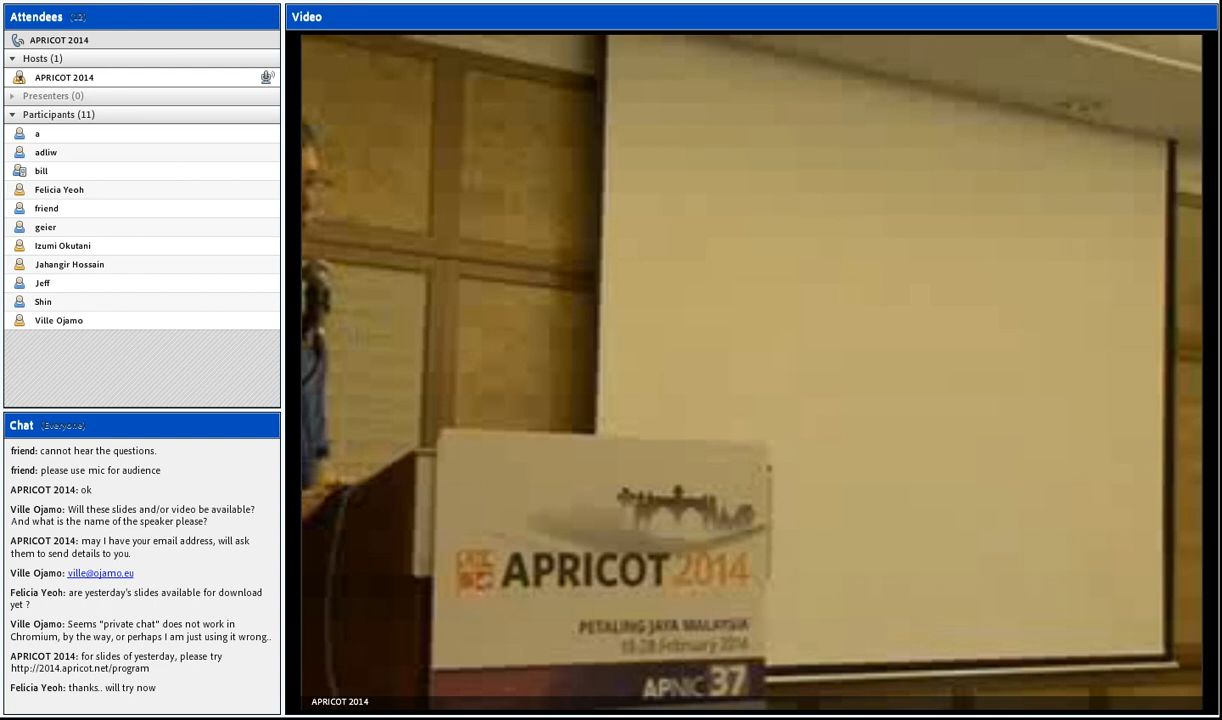 Attendees (12)
APRICOT 2014
Hosts (1)
APRICOT 2014
Presenters (0)
Participants (11)
a
adliw
bill
Felicia Yeoh
friend
geier
Izumi Okutani
Jahangir Hossain
Jeff
Shin
Ville Ojamo
Chat (Everyone)
friend: cannot hear the questions.
friend: please use mic for audience
APRICOT 2014: ok
Ville Ojamo: Will these slides and/or video be available?
And what is the name of the speaker please?
APRICOT 2014: may I have your email address, will ask
them to send details to you.
Ville Ojamo: ville@ojamo.eu
Felicia Yeoh: are yesterday's slides available for download
yet ?
Ville Ojamo: Seems "private chat" does not work in
Chromium, by the way, or perhaps I am just using it wrong..
APRICOT 2014: for slides of yesterday, please try
http://2014.apricot.net/program
Felicia Yeoh: thanks.. will try now
Video
APRICOT 2014
PETALING JAYA MALAYSIA
18-28 February 2014
APNIC 37
APRICOT 2014